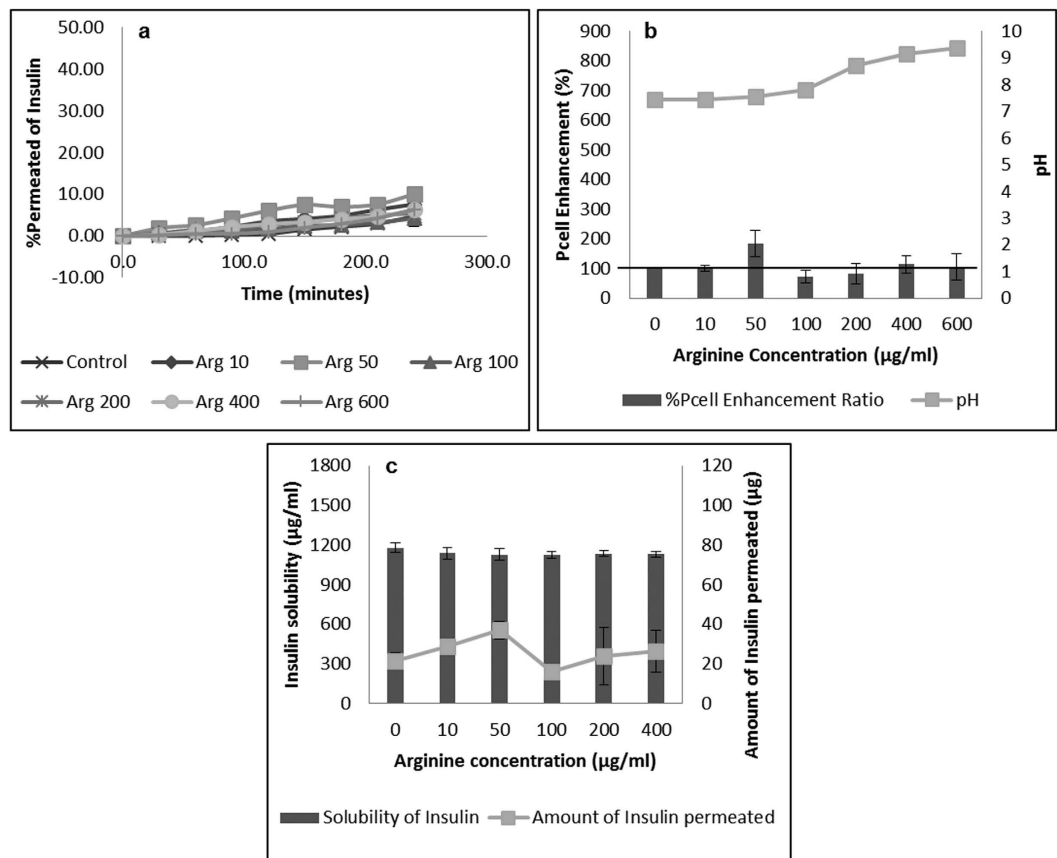 a
50.00
40.00
30.00
20.00
10.00
0.00
-10.00
0.0 100.0 200.0 300.0
%Permeated of Insulin
Time (minutes)
Control Arg 10 Arg 50 Arg 100
Arg 200 Arg 400 Arg 600
b
900
800
700
600
500
400
300
200
100
0
Pcell Enhancement (%)
10
9
8
7
6
5
4
3
2
1
0
pH
0 10 50 100 200 400 600
Arginine Concentration (µg/ml)
%Pcell Enhancement Ratio pH
c
1800
1500
1200
900
600
300
0
Insulin solubility (µg/ml)
120
100
80
60
40
20
0
Amount of Insulin permeated (µg)
0 10 50 100 200 400
Arginine concentration (µg/ml)
Solubility of Insulin Amount of Insulin permeated